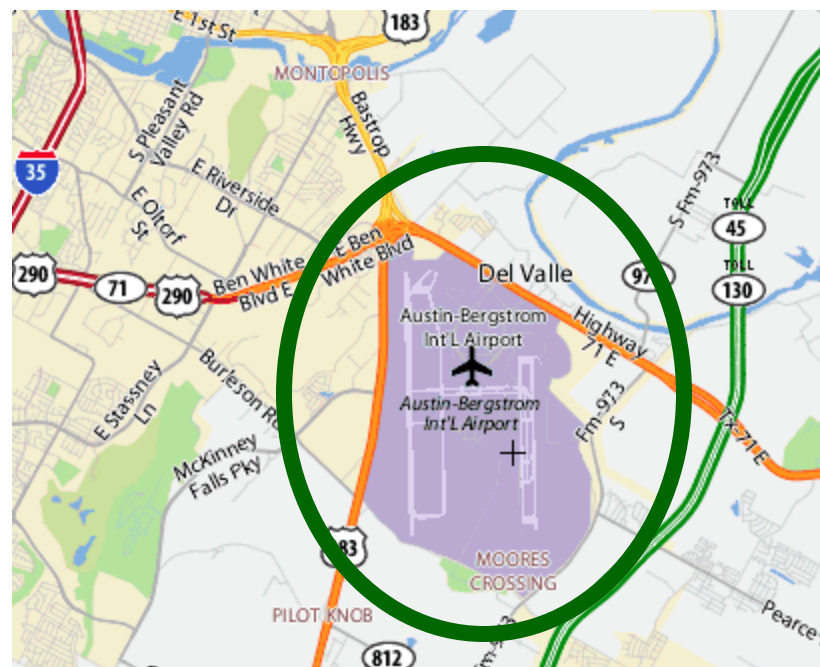 183
E 1st St
MONTOPOLIS
Bastrop
Hwy
S Pleasant
Valley Rd
35
E Riverside
Dr
E Oltorf
St
S Fm-973
TOLL
45
TOLL
130
290
71
290
Ben White
Blvd E
E Ben
White Blvd
Del Valle
97
Austin-Bergstrom
Int'L Airport
Highway
71 E
Austin-Bergstrom
Int'L Airport
Fm-973
S
Tx-71 E
Burleson Rd
E Stassney
Ln
McKinney
Falls Pky
83
MOORES
CROSSING
PILOT KNOB
Pearce
812